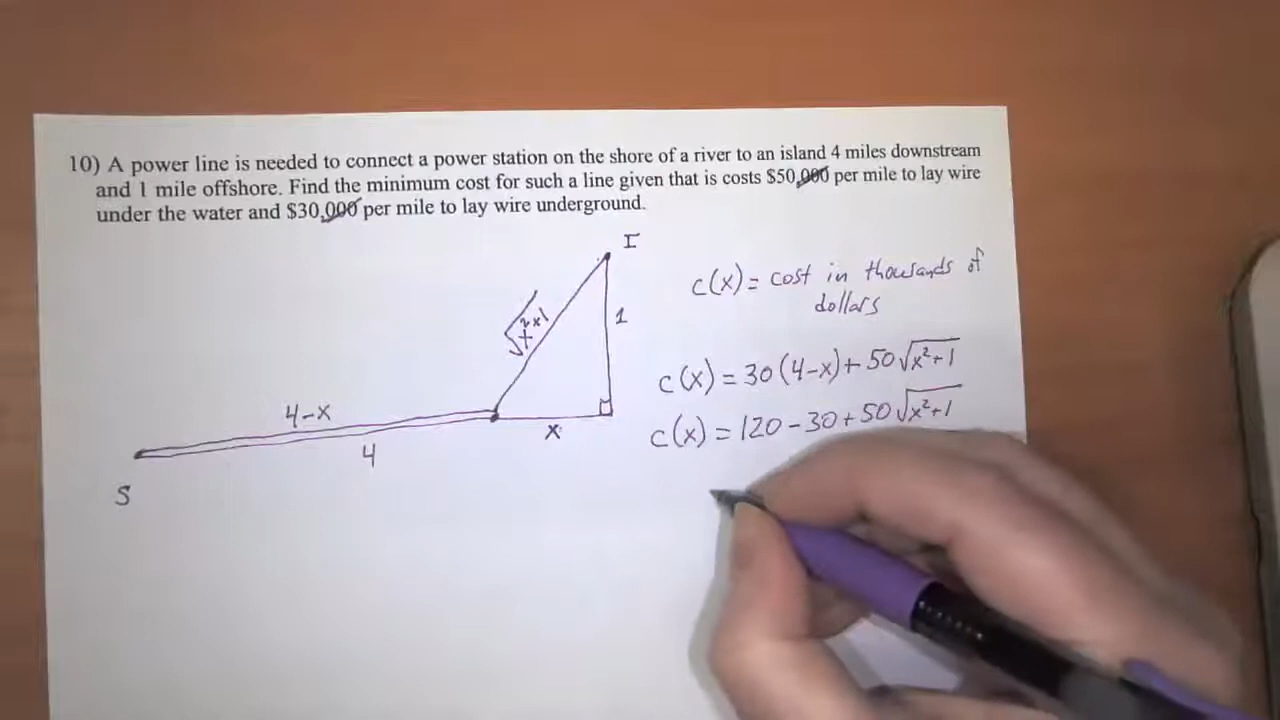 10) A power line is needed to connect a power station on the shore of a river to an island 4 miles downstream
and 1 mile offshore. Find the minimum cost for such a line given that is costs $50,000 per mile to lay wire
under the water and $30,000 per mile to lay wire underground.
I
c(x) = cost in thousands of
dollars
√x²+1
1
c(x) = 30(4-x)+50√x²+1
4-x
c(x) = 120-30+50√x²+1
x
4
S